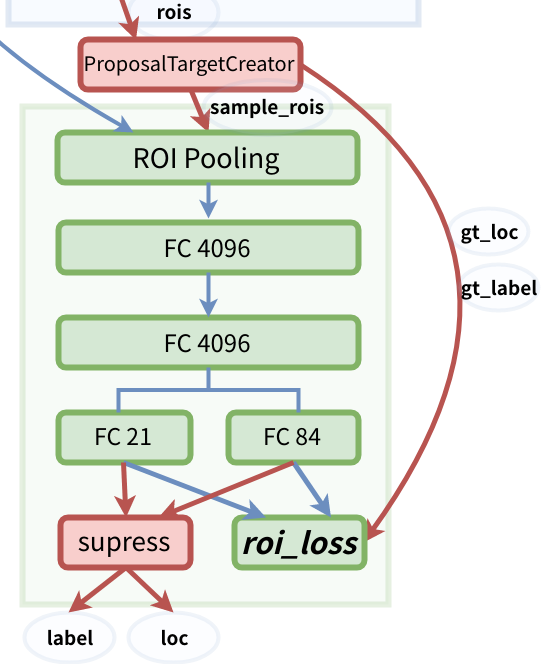 rois
ProposalTargetCreator
sample_rois
ROI Pooling
gt_loc
FC 4096
gt_label
FC 4096
FC 21
FC 84
supress
roi_loss
label
loc